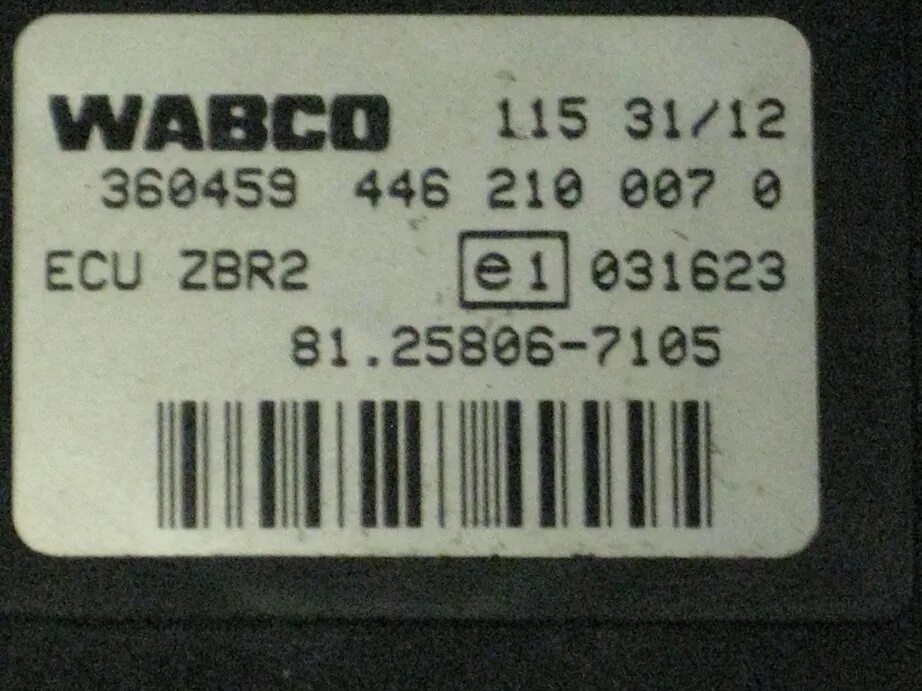 WABCO 115 31/12
360459 446 210 007 0
ECU ZBR2 e1 031623
81.25806-7105